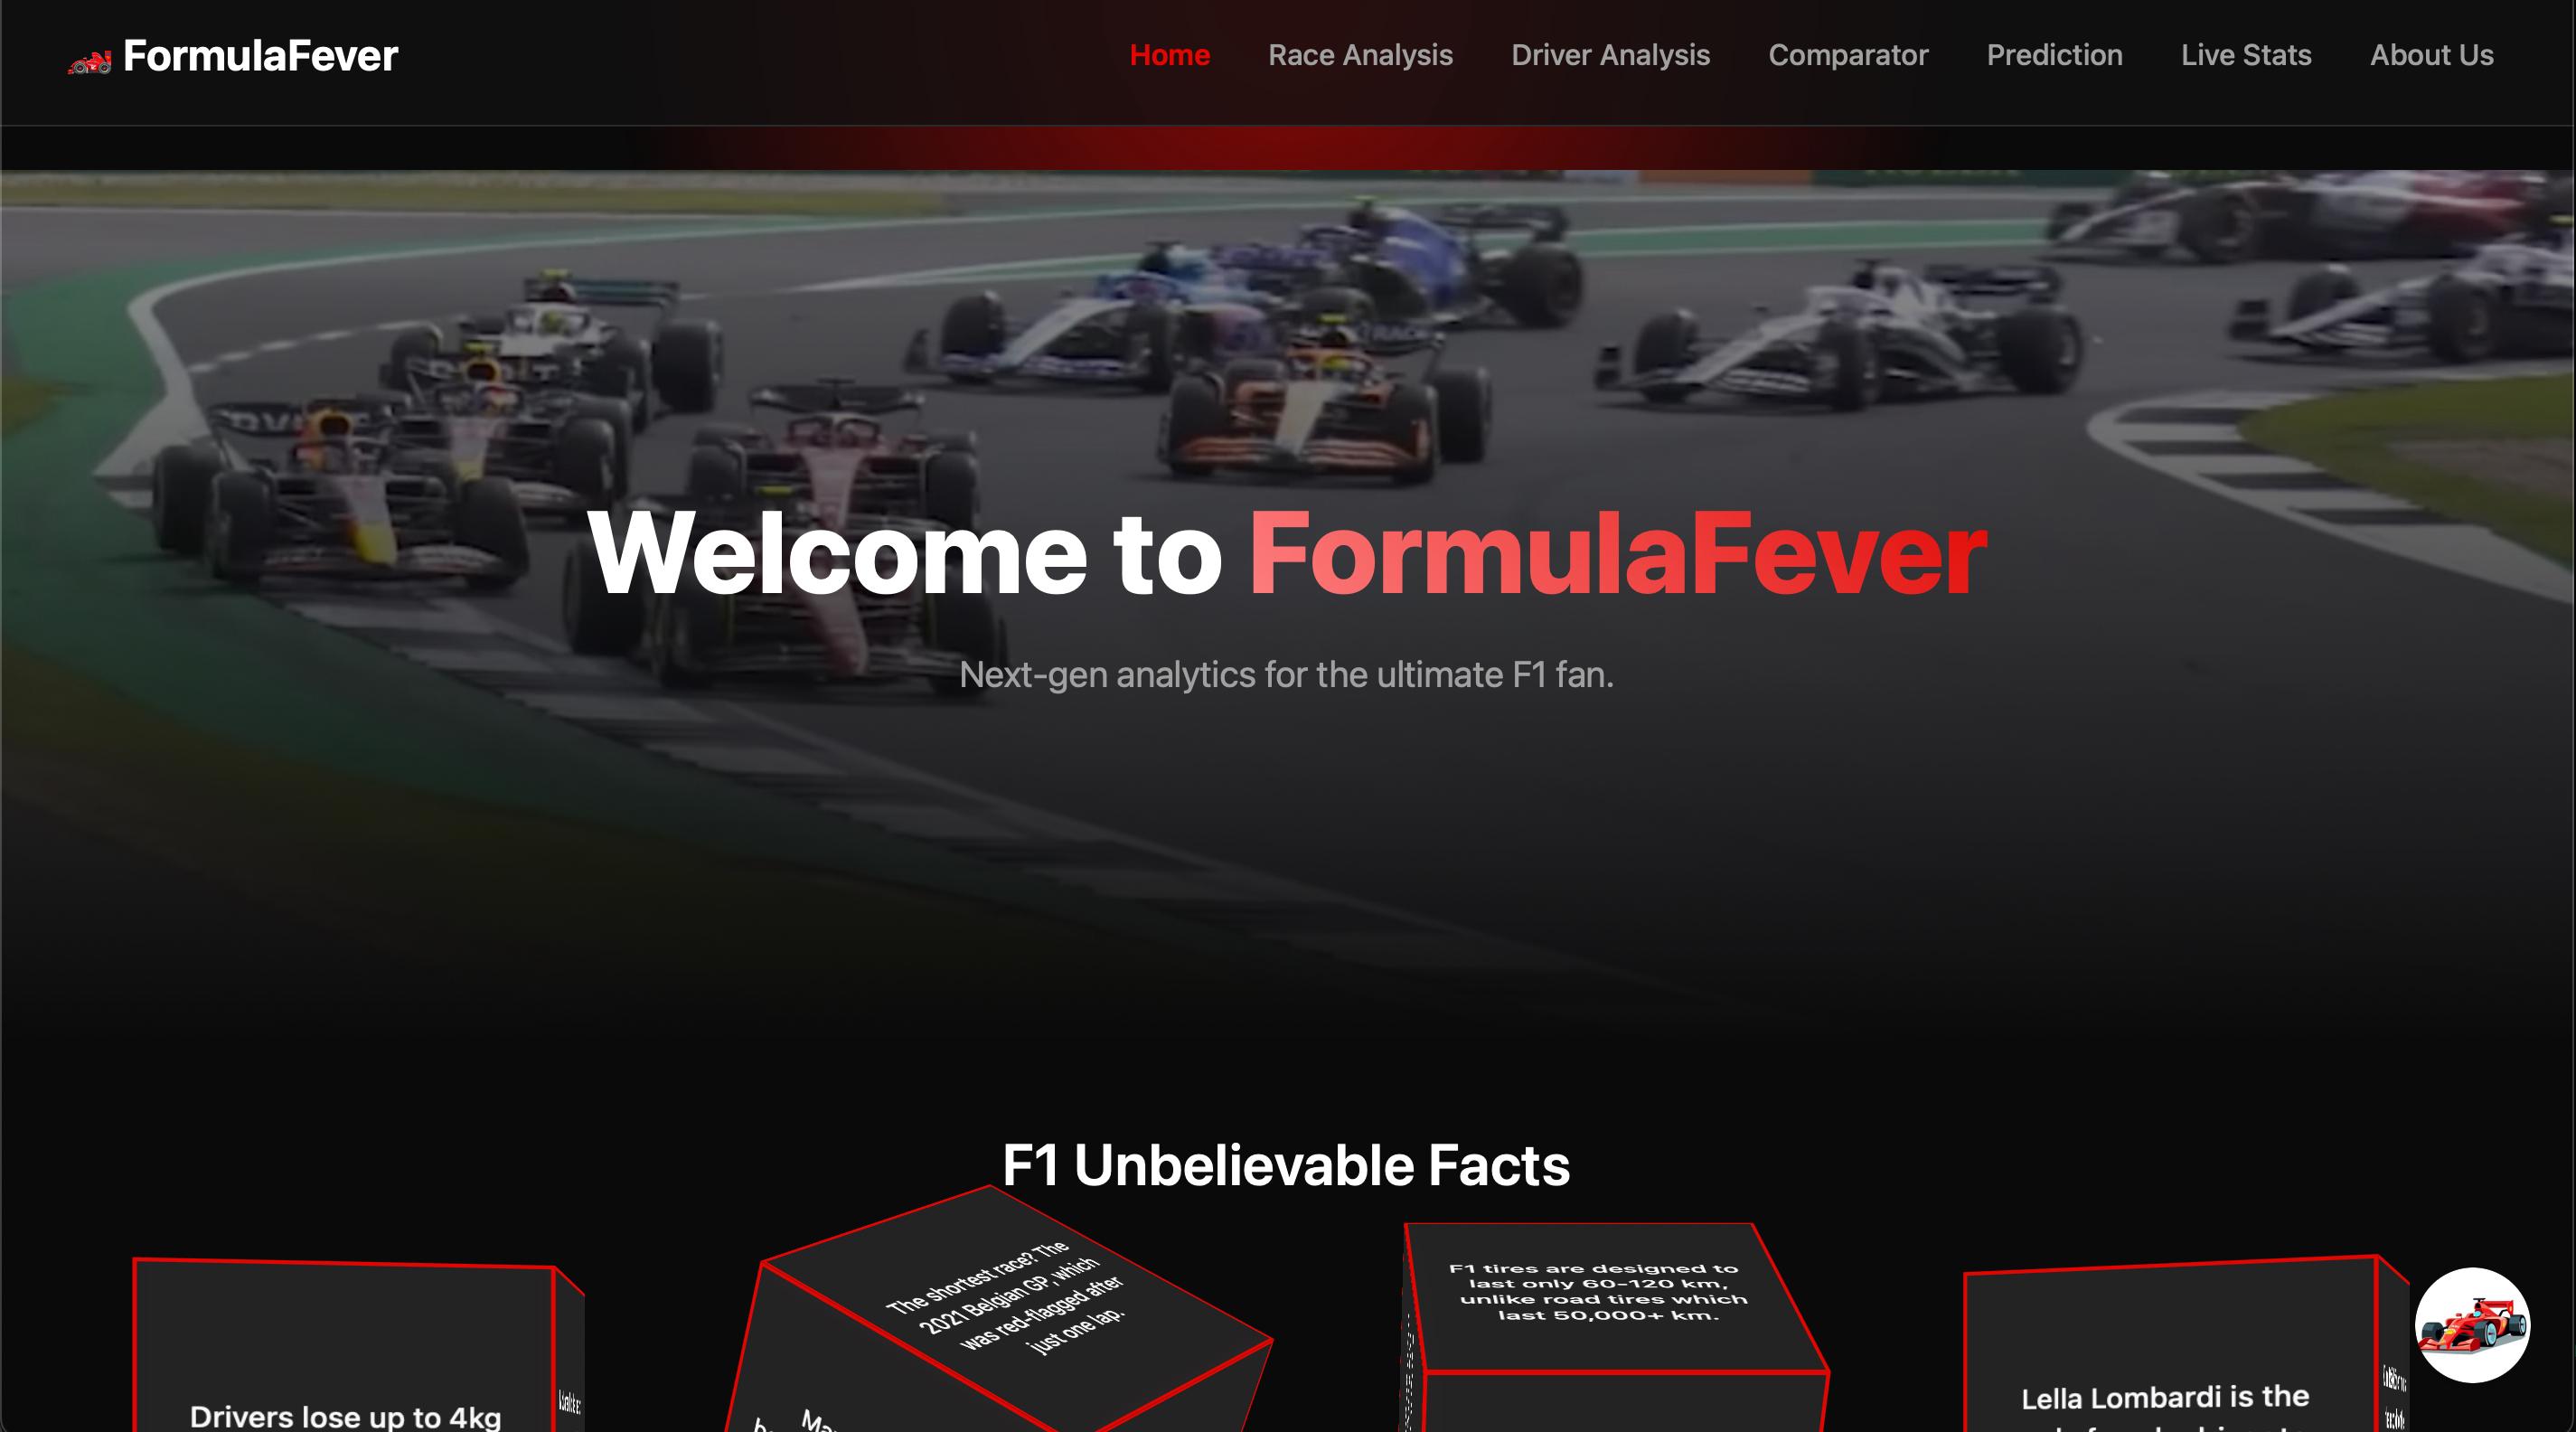 FormulaFever
Home Race Analysis Driver Analysis Comparator Prediction Live Stats About Us
Welcome to FormulaFever
Next-gen analytics for the ultimate F1 fan.
F1 Unbelievable Facts
Drivers lose up to 4kg
The shortest race? The
2021 Belgian GP, which
was red-flagged after
just one lap.
F1 tires are designed to
last only 60-120 km,
unlike road tires which
last 50,000+ km.
Lella Lombardi is the